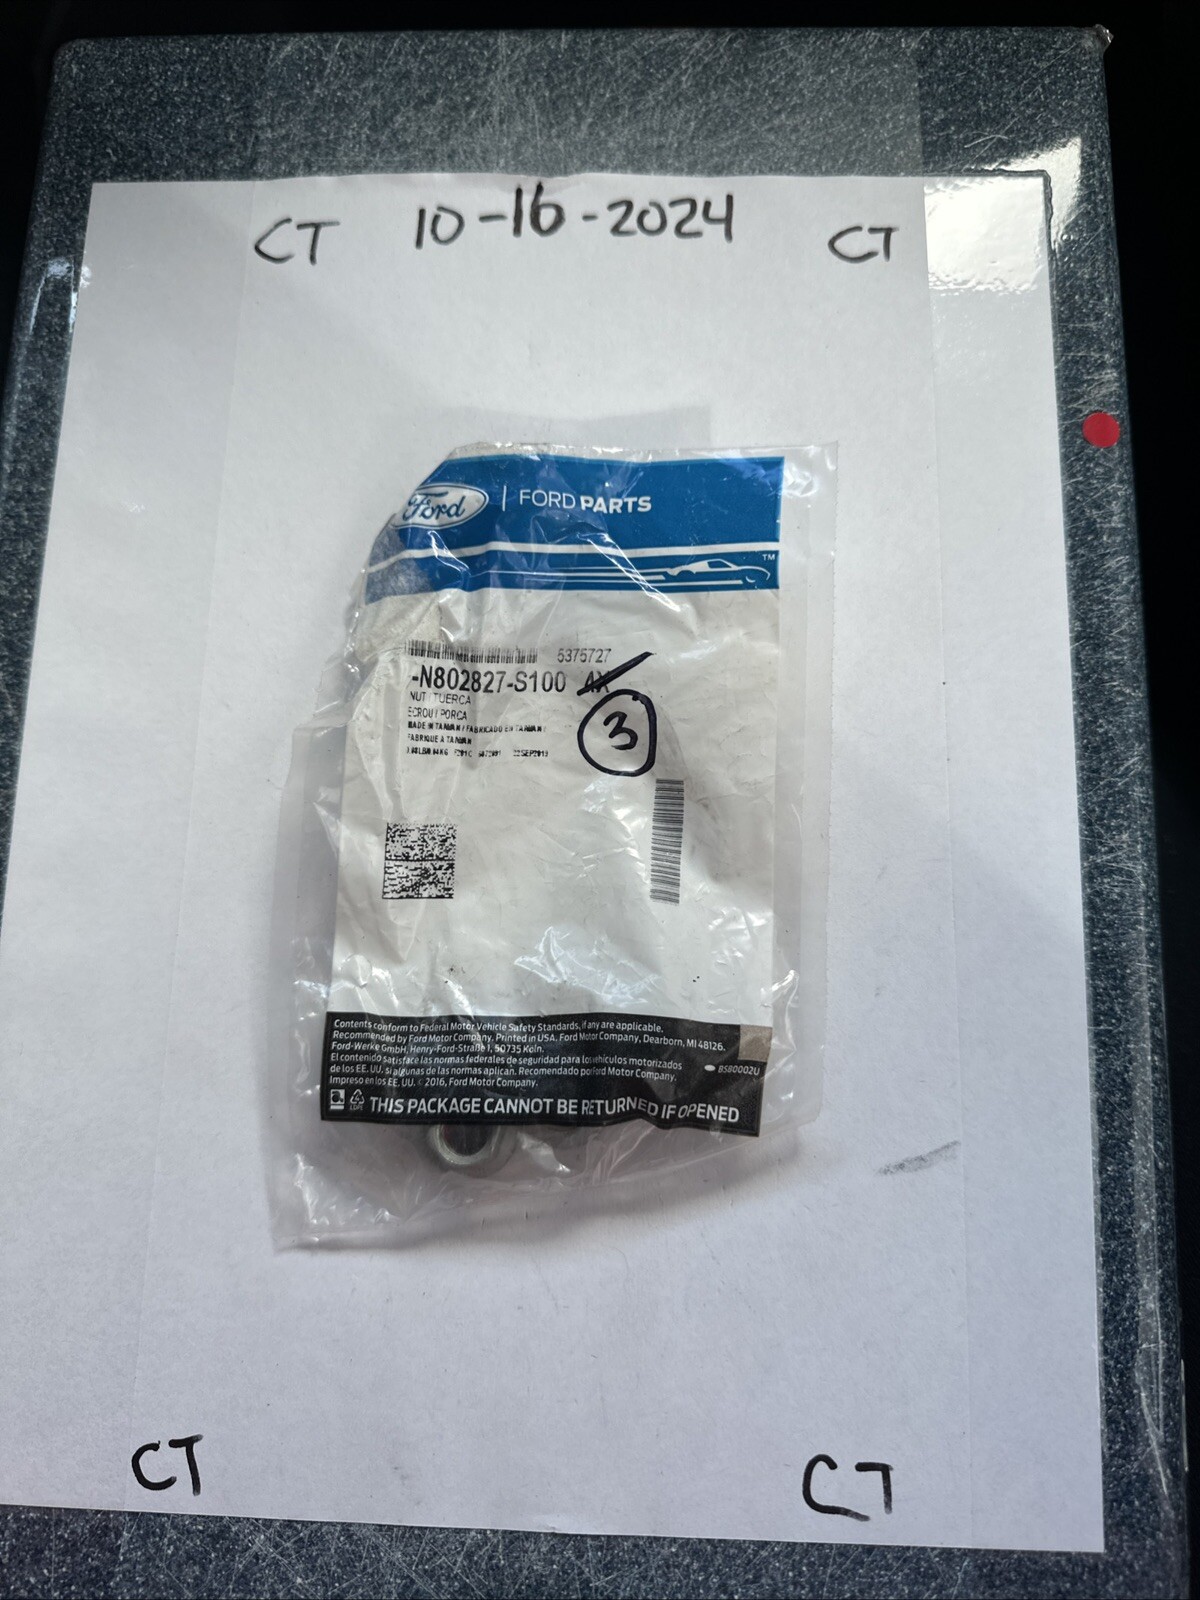 CT 10-16-2024 CT
Ford | FORD PARTS
TM
5375727
-N802827-S100 4X
3
NUT / TUERCA
ECROU / PORCA
MADE IN TAIWAN / FABRICADO EN TAIWAN /
FABRIQUE A TAIWAN
Contents conform to Federal Motor Vehicle Safety Standards, if any are applicable.
Recommended by Ford Motor Company. Printed in USA. Ford Motor Company, Dearborn, MI 48126.
Ford-Werke GmbH, Henry-Ford-Straße 1, 50735 Köln.
El contenido satisface las normas federales de seguridad para los vehículos motorizados
de los EE. UU. si algunas de las normas aplican. Recomendado por Ford Motor Company.
BSB0002U
Impreso en los EE. UU. © 2016, Ford Motor Company.
THIS PACKAGE CANNOT BE RETURNED IF OPENED
CT CT